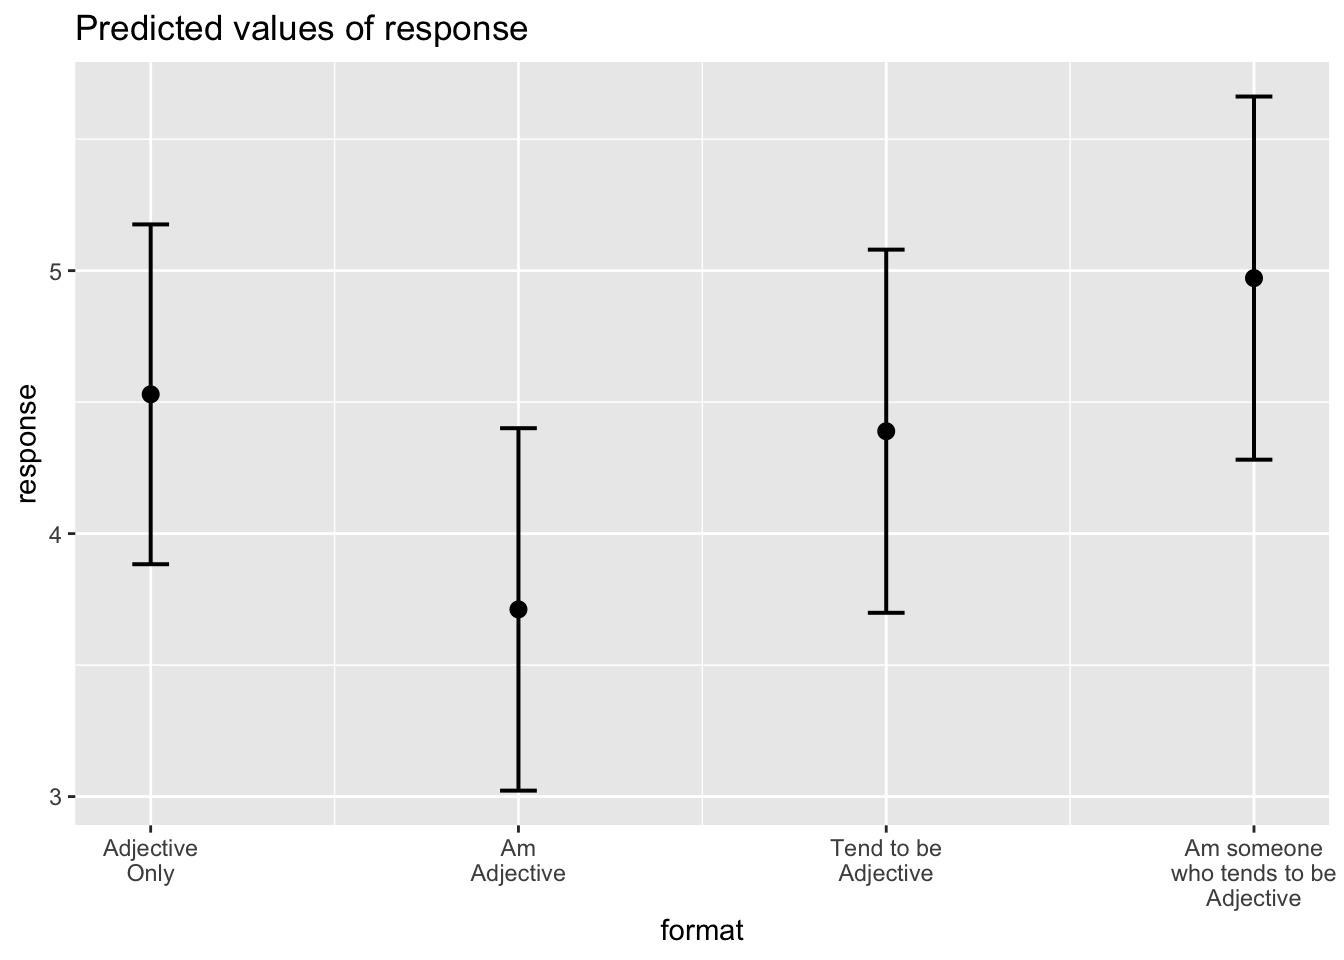 Predicted values of response
response
5
4
3
Adjective
Only
Am
Adjective
Tend to be
Adjective
Am someone
who tends to be
Adjective
format